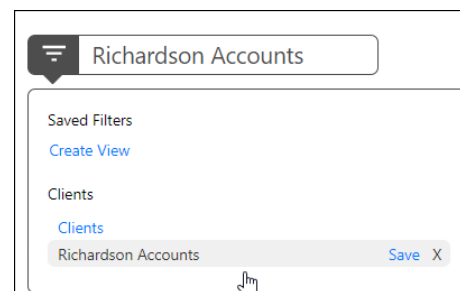 Richardson Accounts
Saved Filters
Create View
Clients
Clients
Richardson Accounts Save X